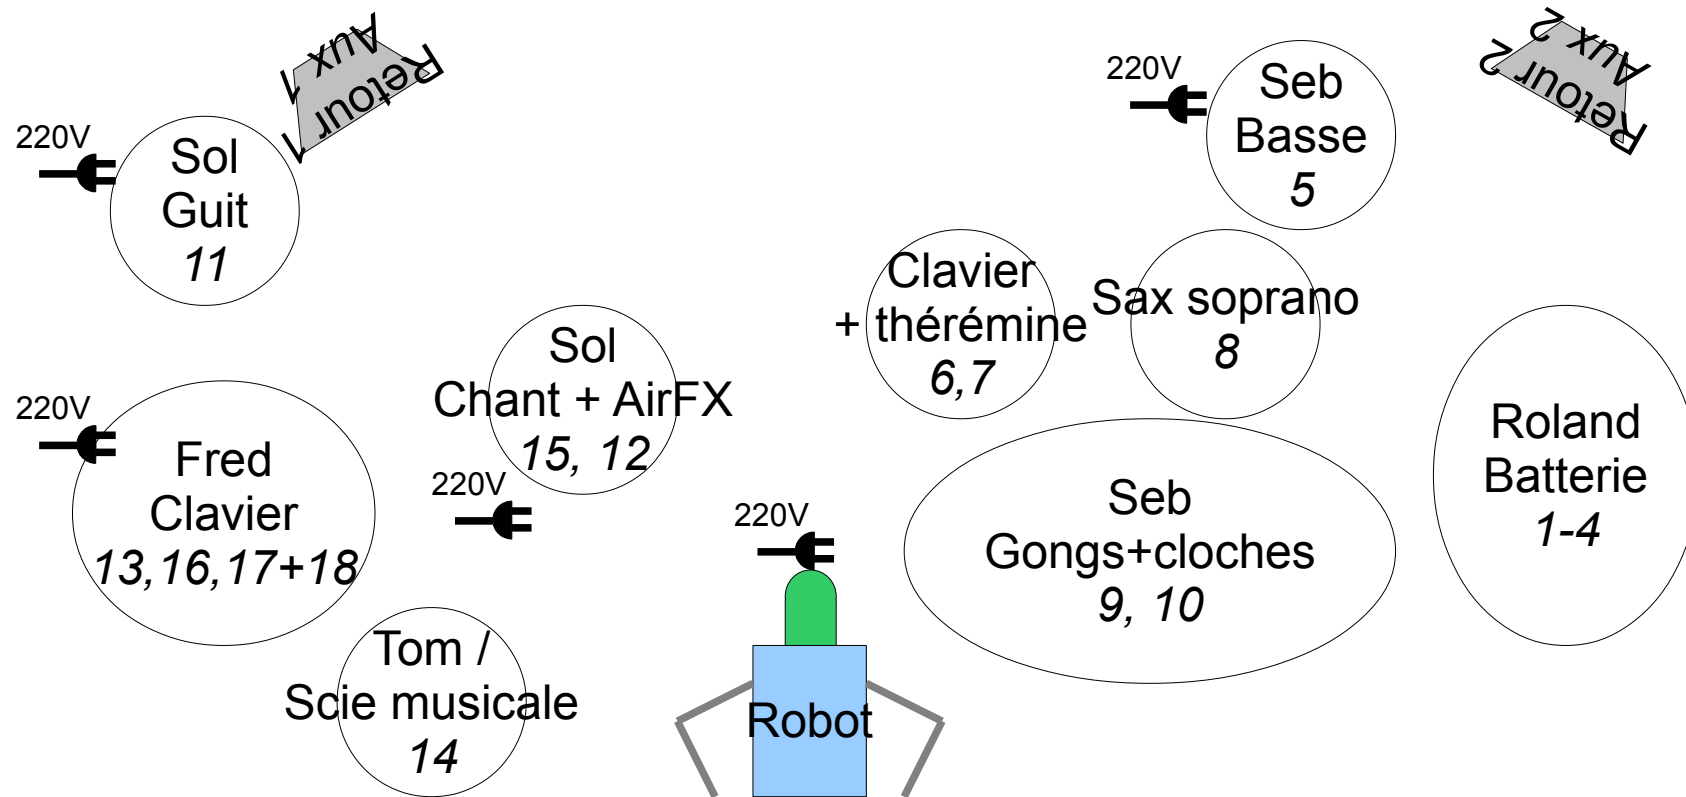 Retour 1
Aux 1
Retour 2
Aux 2
220V
Seb
Basse
5
220V
Sol
Guit
11
Clavier
+ thérémine
6,7
Sax soprano
8
Sol
Chant + AirFX
15, 12
220V
Fred
Clavier
13,16,17+18
220V
220V
Seb
Gongs+cloches
9, 10
Roland
Batterie
1-4
Tom /
Scie musicale
14
Robot